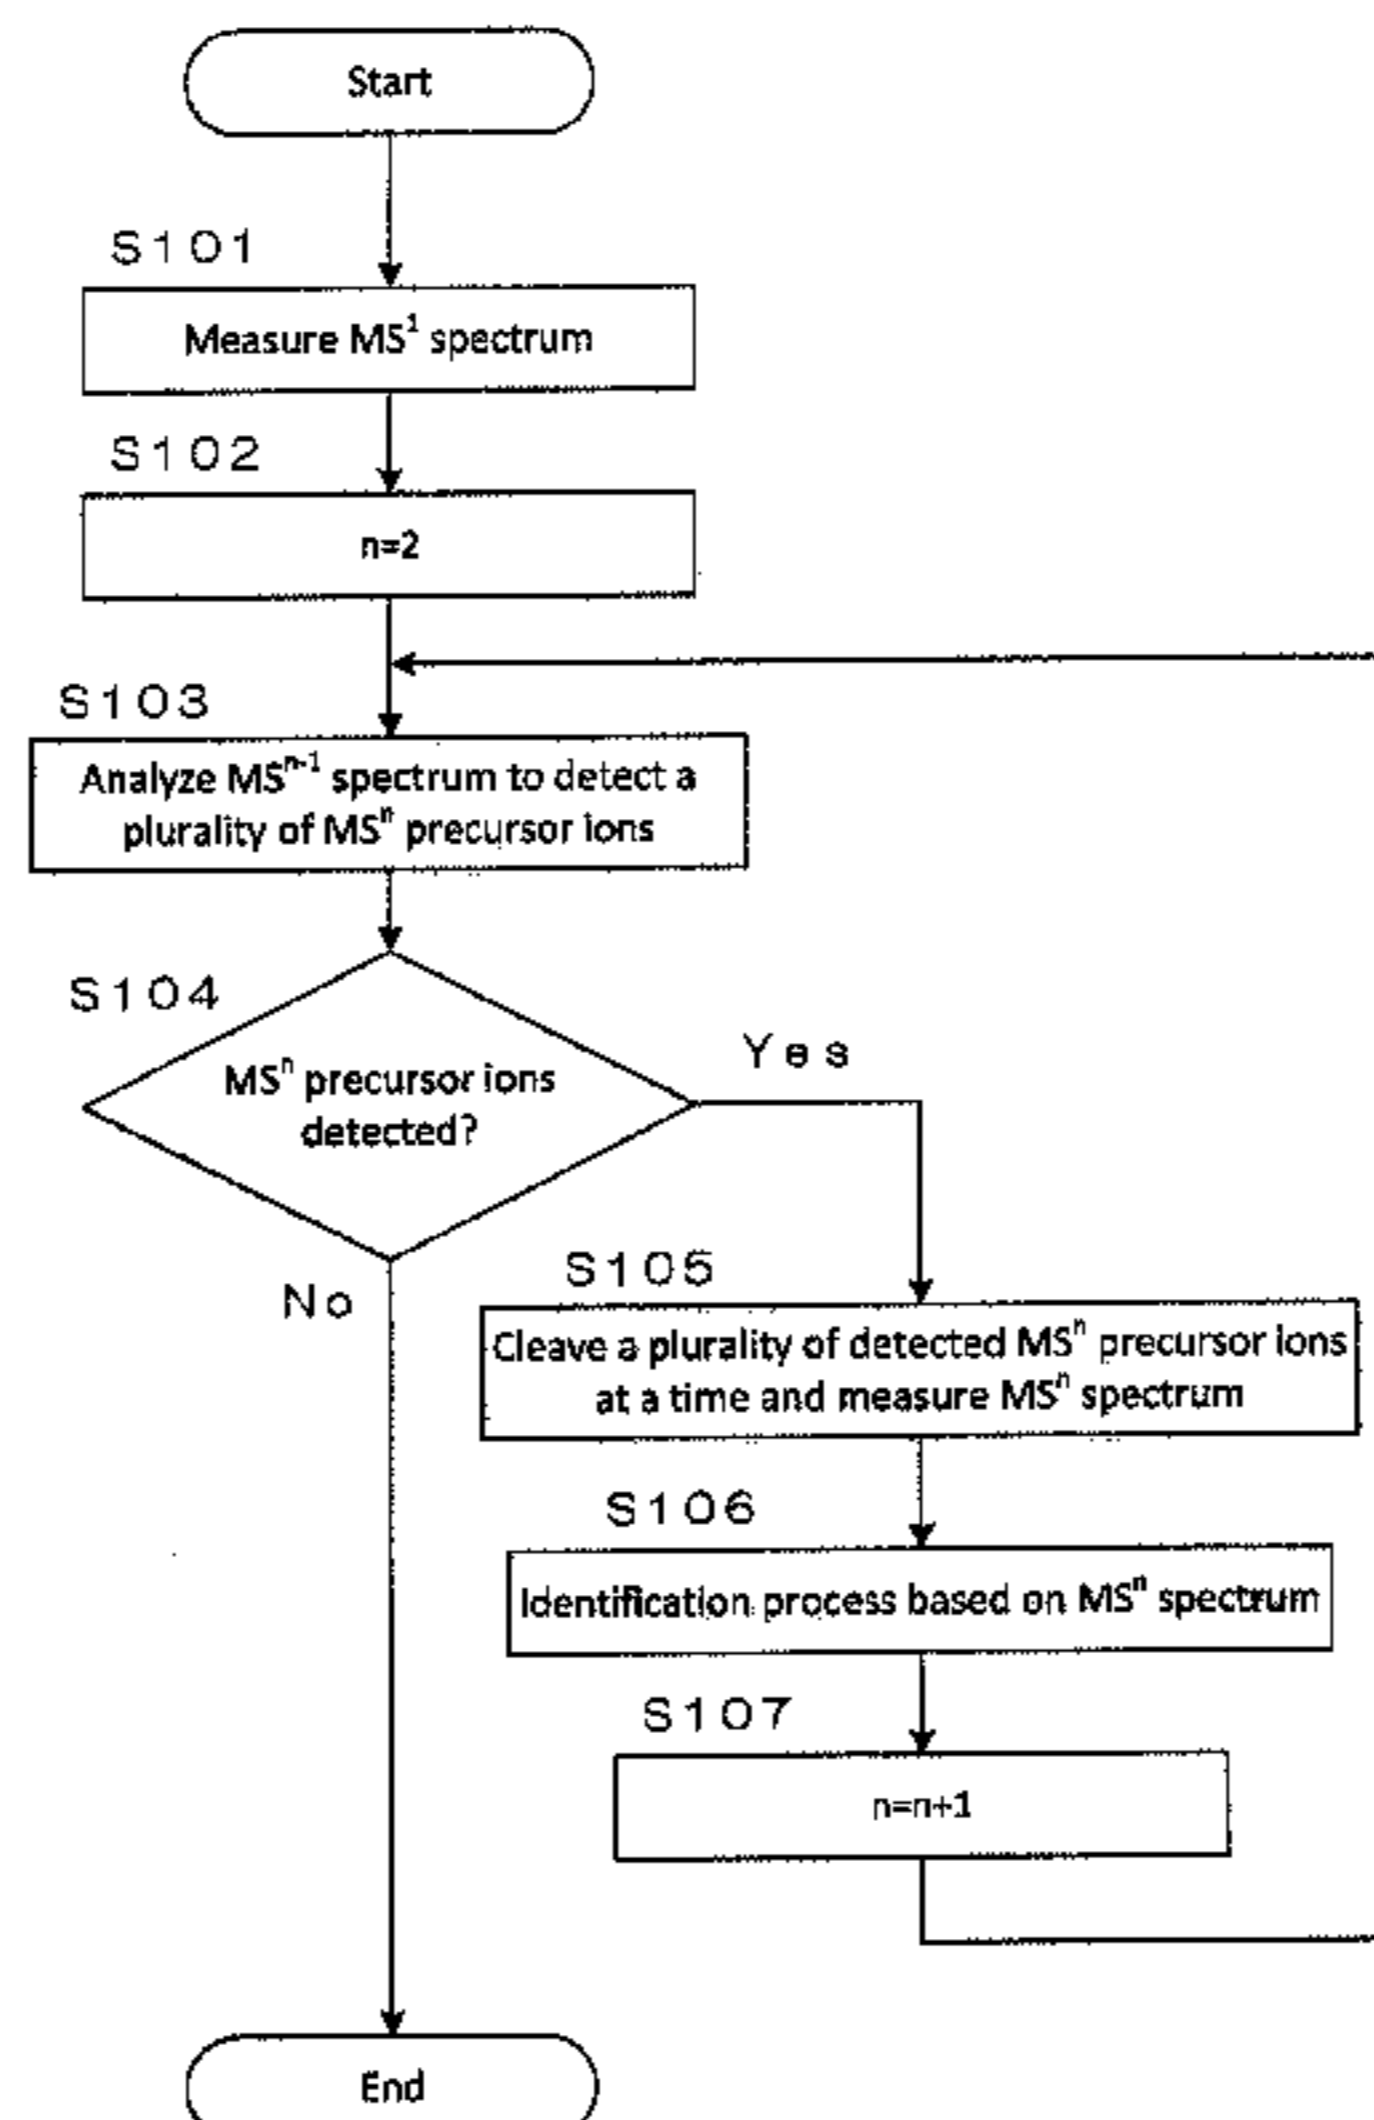 Start
S101
Measure MS¹ spectrum
S102
n=2
S103
Analyze MSⁿ⁻¹ spectrum to detect a
plurality of MSⁿ precursor ions
S104
MSⁿ precursor ions
detected?
Yes
No
S105
Cleave a plurality of detected MSⁿ precursor ions
at a time and measure MSⁿ spectrum
S106
Identification process based on MSⁿ spectrum
S107
n=n+1
End